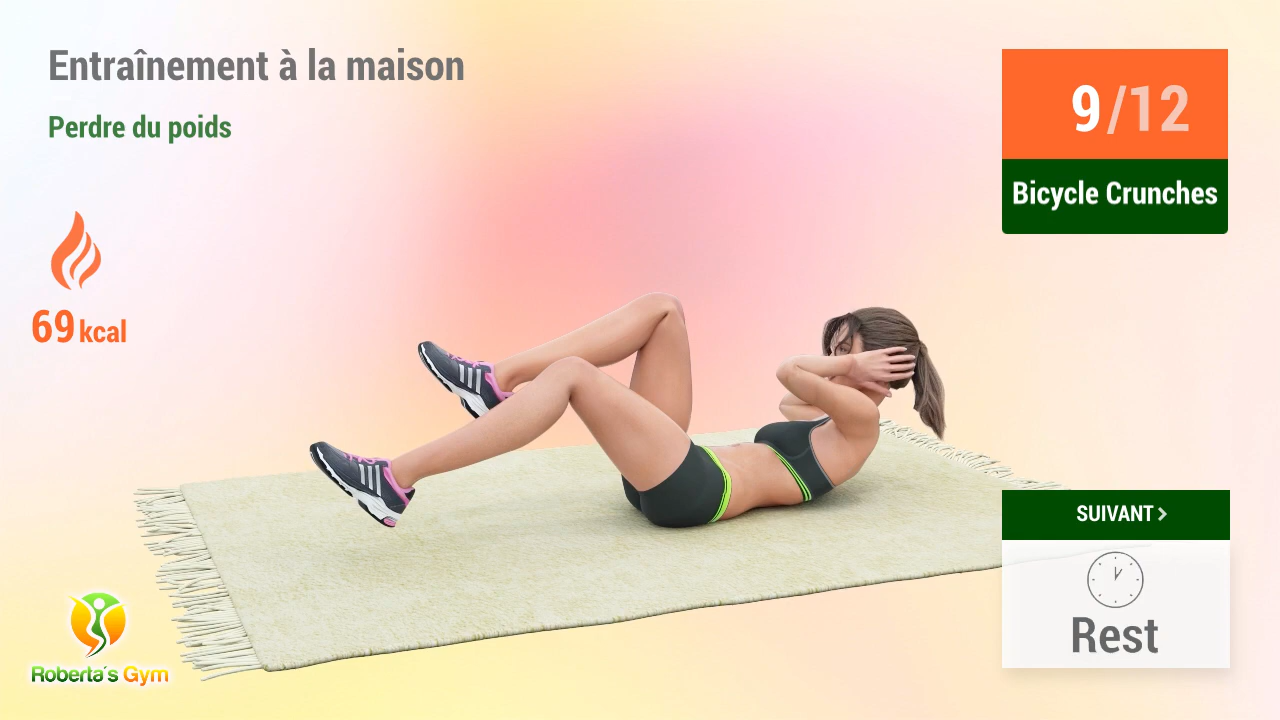 Entraînement à la maison
Perdre du poids
69 kcal
9/12
Bicycle Crunches
SUIVANT >
Rest
Roberta's Gym